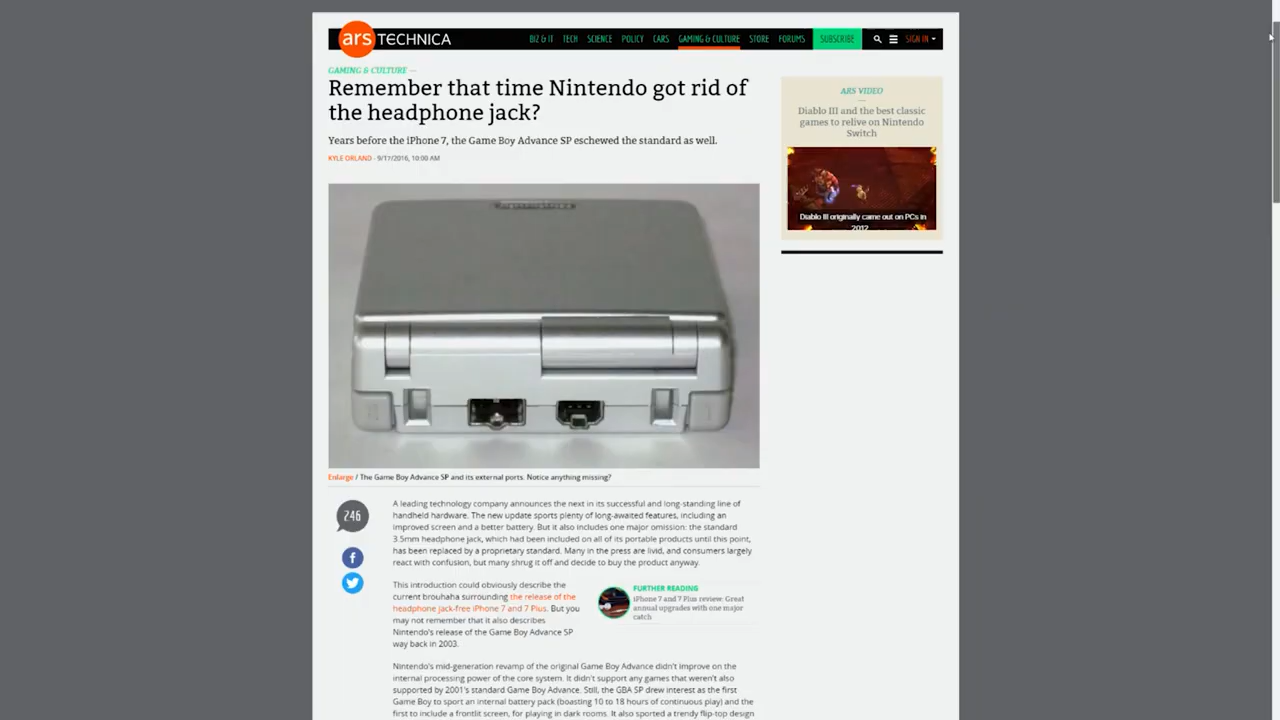 ars TECHNICA
BIZ & IT TECH SCIENCE POLICY CARS GAMING & CULTURE STORE FORUMS SUBSCRIBE SIGN IN
GAMING & CULTURE —
Remember that time Nintendo got rid of
the headphone jack?
Years before the iPhone 7, the Game Boy Advance SP eschewed the standard as well.
KYLE ORLAND - 9/17/2016, 10:00 AM
ARS VIDEO
Diablo III and the best classic
games to relive on Nintendo
Switch
Diablo III originally came out on PCs in
2012
Enlarge / The Game Boy Advance SP and its external ports. Notice anything missing?
246
A leading technology company announces the next in its successful and long-standing line of
handheld hardware. The new update sports plenty of long-awaited features, including an
improved screen and a better battery. But it also includes one major omission: the standard
3.5mm headphone jack, which had been included on all of its portable products until this point,
has been replaced by a proprietary standard. Many in the press are livid, and consumers largely
react with confusion, but many shrug it off and decide to buy the product anyway.
This introduction could obviously describe the
current brouhaha surrounding the release of the
headphone jack-free iPhone 7 and 7 Plus. But you
may not remember that it also describes
Nintendo's release of the Game Boy Advance SP
way back in 2003.
FURTHER READING
iPhone 7 and 7 Plus review: Great
annual upgrades with one major
catch
Nintendo's mid-generation revamp of the original Game Boy Advance didn't improve on the
internal processing power of the core system. It didn't support any games that weren't also
supported by 2001's standard Game Boy Advance. Still, the GBA SP drew interest as the first
Game Boy to sport an internal battery pack (boasting 10 to 18 hours of continuous play) and the
first to include a frontlit screen, for playing in dark rooms. It also sported a trendy flip-top design